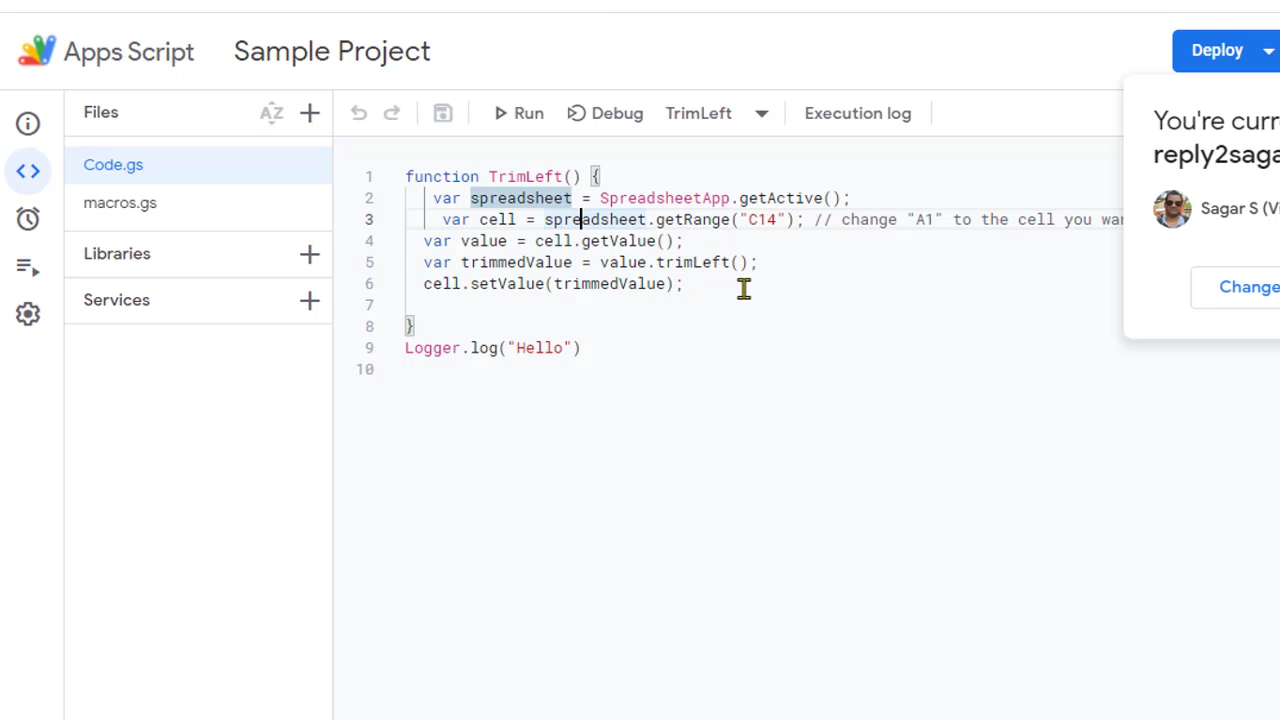 Apps Script Sample Project Deploy
Files AZ Run Debug TrimLeft Execution log
You're curr
reply2saga
Sagar S (Vi
Change
Code.gs
macros.gs
Libraries
Services
1 function TrimLeft() {
2 var spreadsheet = SpreadsheetApp.getActive();
3 var cell = spreadsheet.getRange("C14"); // change "A1" to the cell you wan
4 var value = cell.getValue();
5 var trimmedValue = value.trimLeft();
6 cell.setValue(trimmedValue);
7
8 }
9 Logger.log("Hello")
10